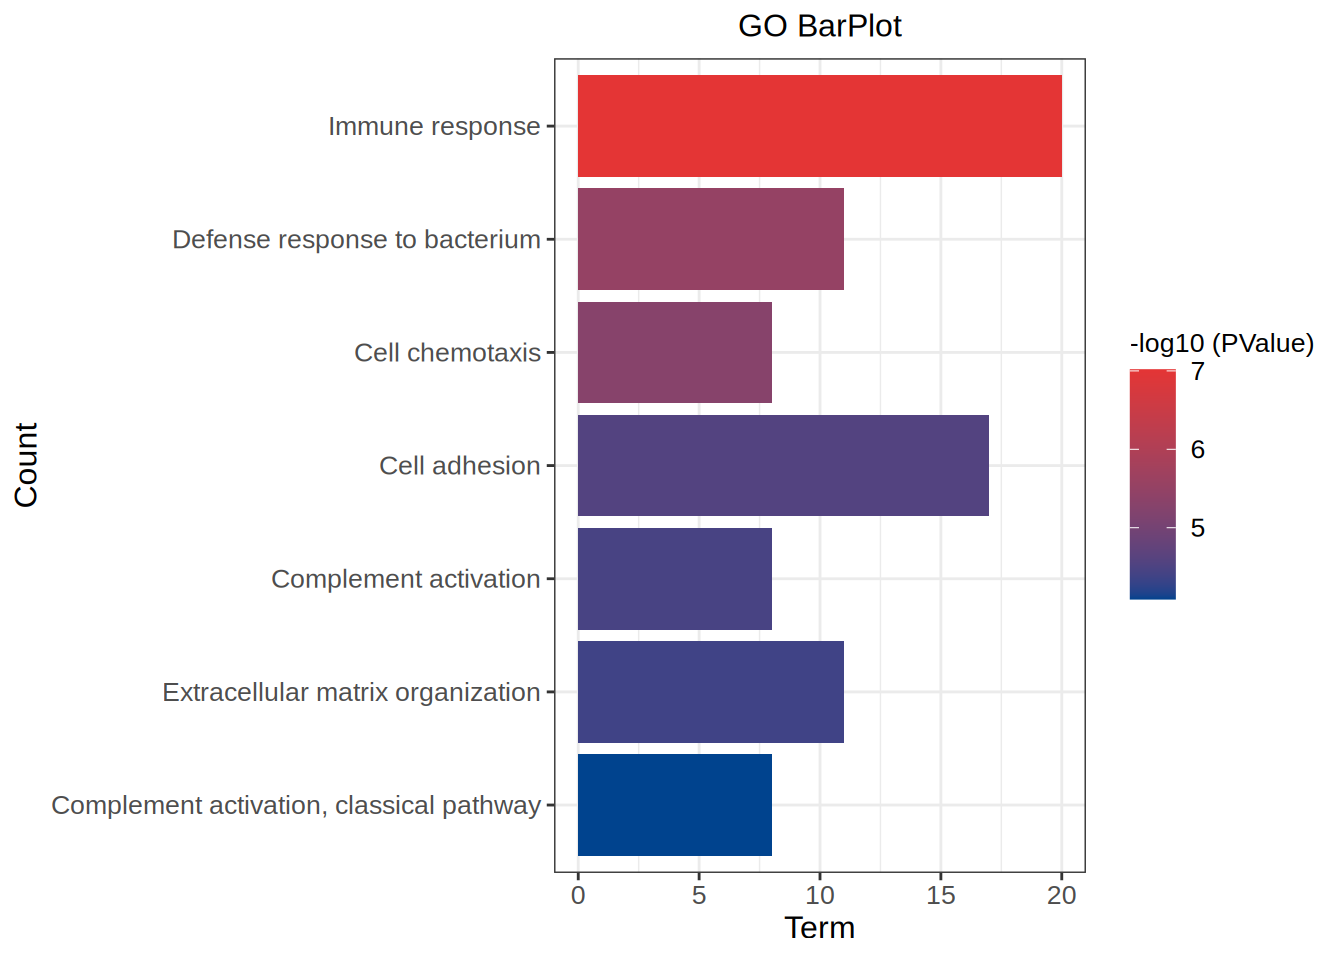 GO BarPlot
Immune response
Defense response to bacterium
Cell chemotaxis
Cell adhesion
Complement activation
Extracellular matrix organization
Complement activation, classical pathway
Count
0 5 10 15 20
Term
-log10 (PValue)
7
6
5